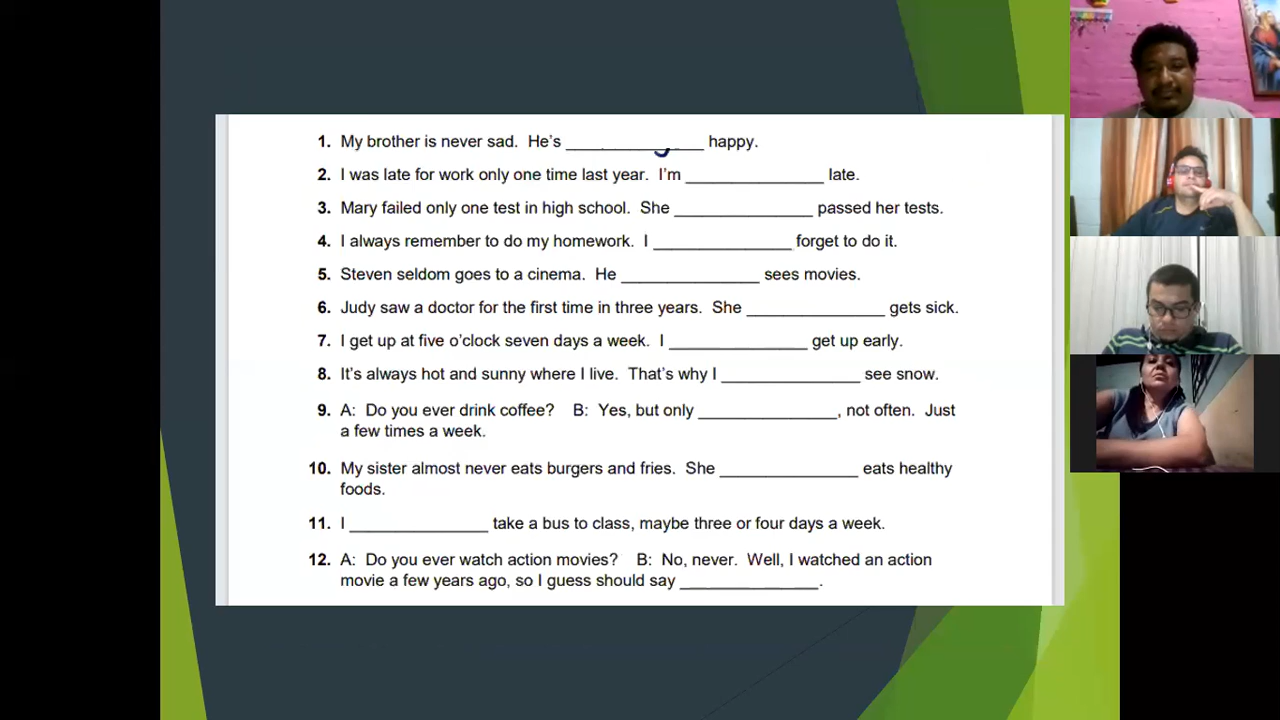 1. My brother is never sad. He's _______________ happy.
2. I was late for work only one time last year. I'm _______________ late.
3. Mary failed only one test in high school. She _______________ passed her tests.
4. I always remember to do my homework. I _______________ forget to do it.
5. Steven seldom goes to a cinema. He _______________ sees movies.
6. Judy saw a doctor for the first time in three years. She _______________ gets sick.
7. I get up at five o'clock seven days a week. I _______________ get up early.
8. It's always hot and sunny where I live. That's why I _______________ see snow.
9. A: Do you ever drink coffee? B: Yes, but only _______________, not often. Just
a few times a week.
10. My sister almost never eats burgers and fries. She _______________ eats healthy
foods.
11. I _______________ take a bus to class, maybe three or four days a week.
12. A: Do you ever watch action movies? B: No, never. Well, I watched an action
movie a few years ago, so I guess should say _______________.